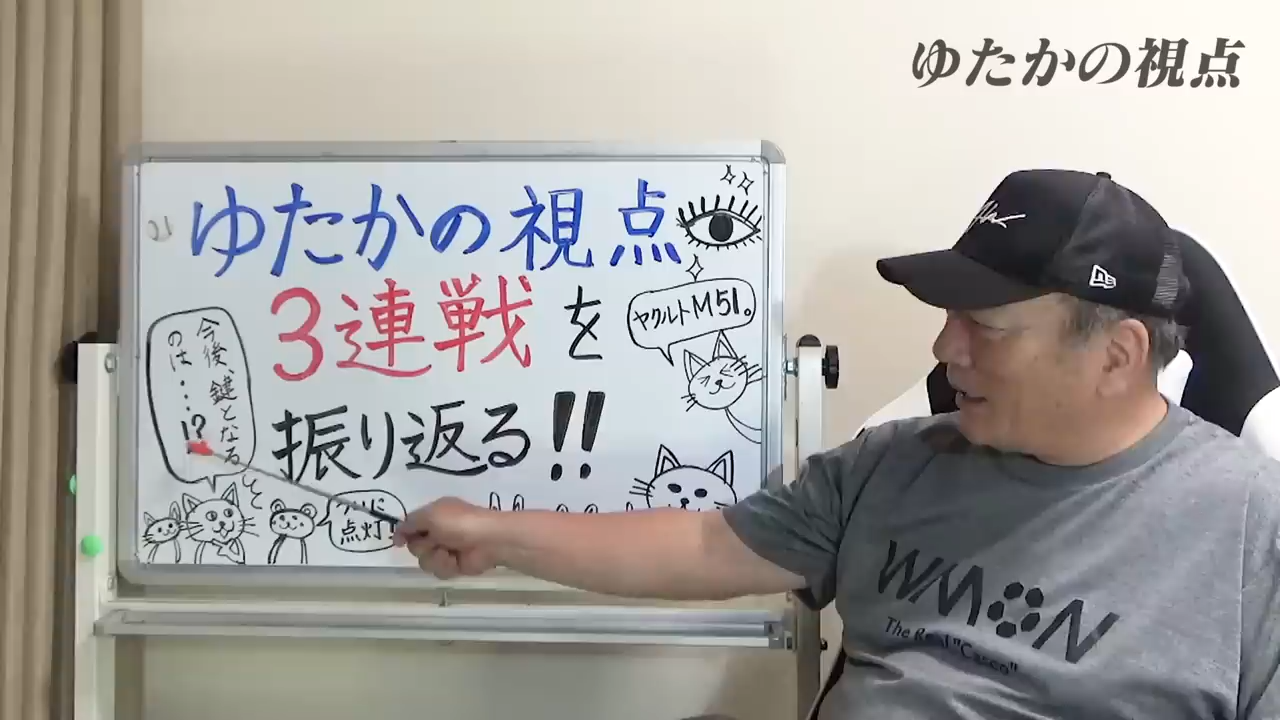 ゆたかの視点
ゆたかの視点
3連戦を
振り返る!!
ヤクルトM51。
今後、鍵となる
のは・・・!?
点灯!
WMON
The Real "Casco"